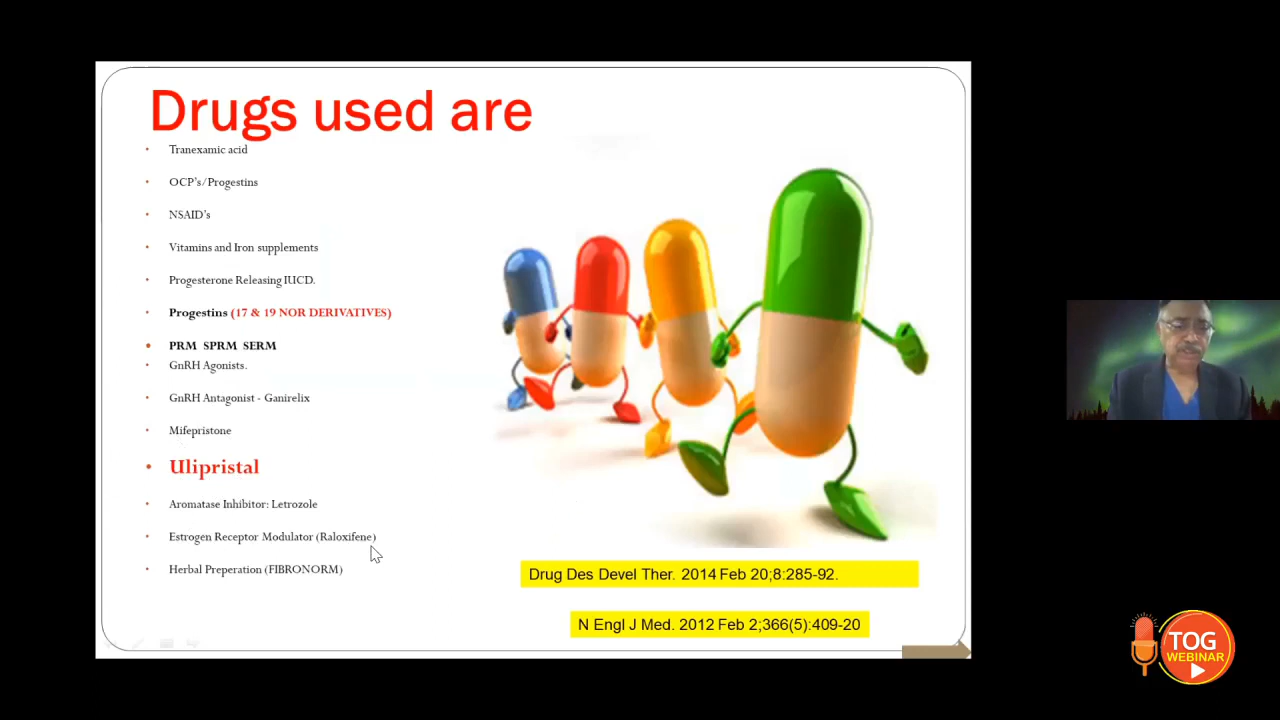 Drugs used are
• Tranexamic acid
• OCP's/Progestins
• NSAID's
• Vitamins and Iron supplements
• Progesterone Releasing IUCD.
• Progestins (17 & 19 NOR DERIVATIVES)
• PRM SPRM SERM
• GnRH Agonists.
• GnRH Antagonist - Ganirelix
• Mifepristone
• Ulipristal
• Aromatase Inhibitor: Letrozole
• Estrogen Receptor Modulator (Raloxifene)
• Herbal Preperation (FIBRONORM)
Drug Des Devel Ther. 2014 Feb 20;8:285-92.
N Engl J Med. 2012 Feb 2;366(5):409-20
TOG
WEBINAR